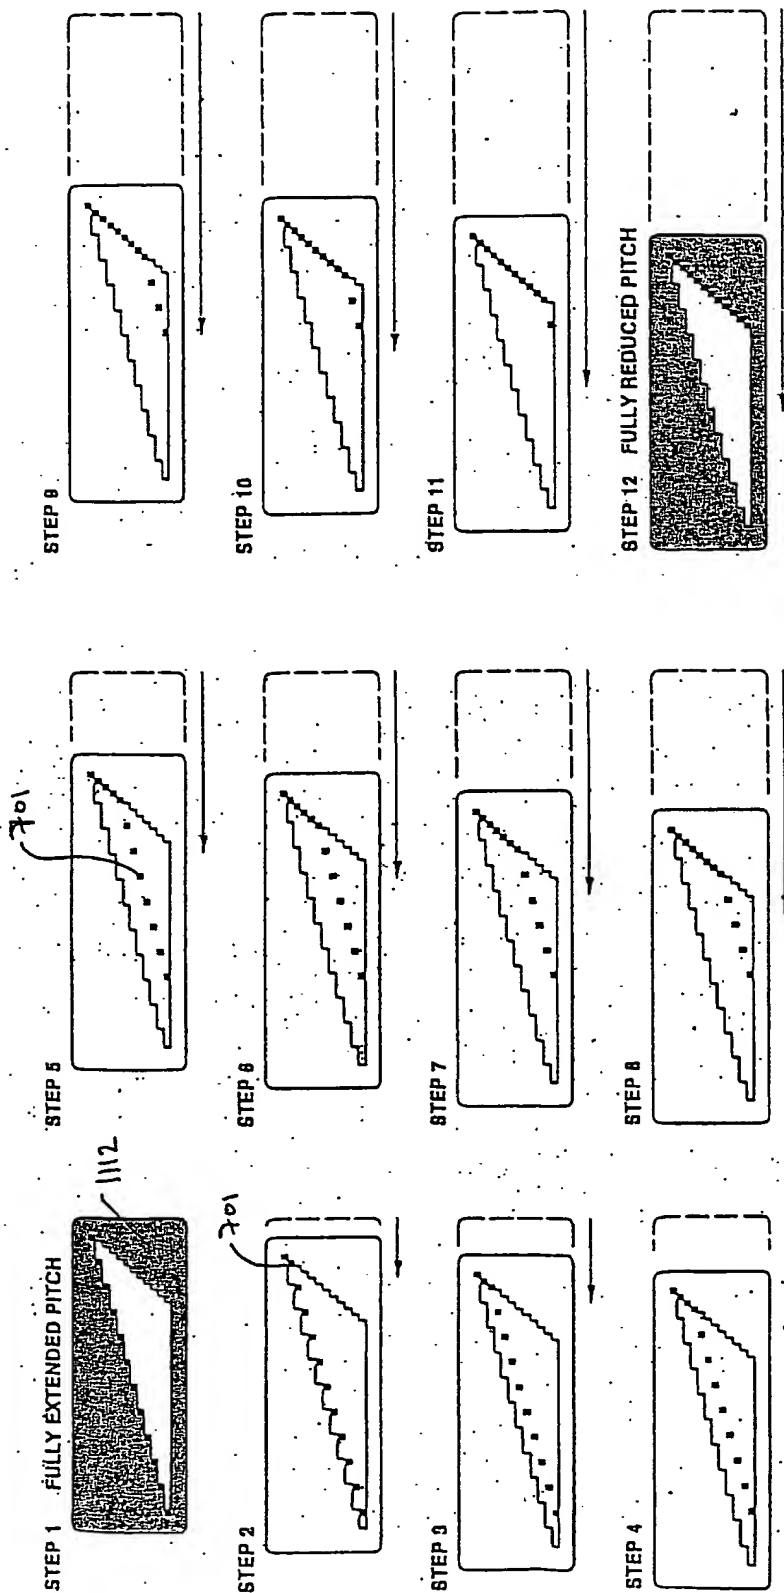 STEP 1 FULLY EXTENDED PITCH
1112
STEP 2
701
STEP 3
STEP 4
STEP 5
701
STEP 6
STEP 7
STEP 8
STEP 9
STEP 10
STEP 11
STEP 12 FULLY REDUCED PITCH